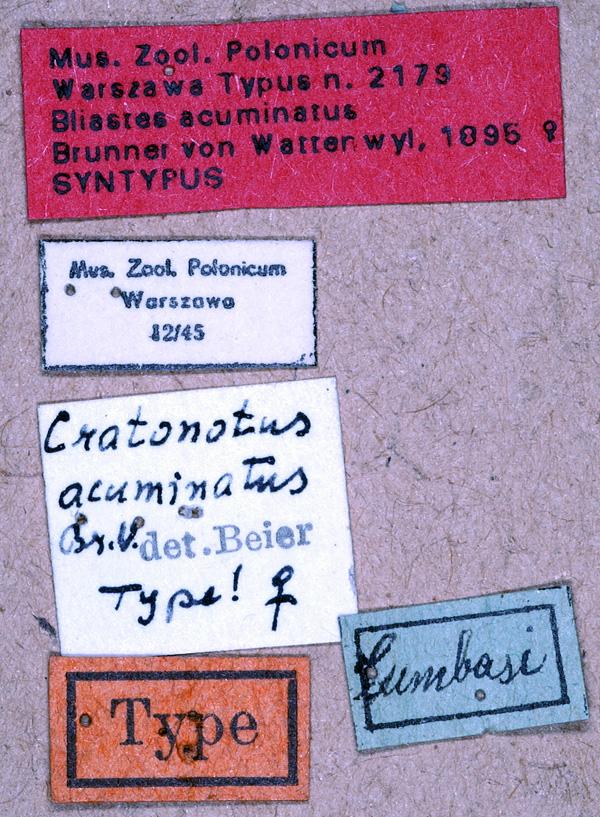 Mus. Zool. Polonicum
Warszawa Typus n. 2179
Bliastes acuminatus
Brunner von Wattenwyl, 1895 ♀
SYNTYPUS
Mus. Zool. Polonicum
Warszawa
12/45
Cratonotus
acuminatus
Br.V. det. Beier
Type! ♀
Cumbasi
Type